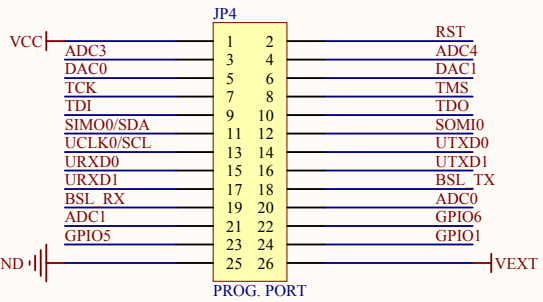 JP4
VCC 1 2 RST
ADC3 3 4 ADC4
DAC0 5 6 DAC1
TCK 7 8 TMS
TDI 9 10 TDO
SIMO0/SDA 11 12 SOMI0
UCLK0/SCL 13 14 UTXD0
URXD0 15 16 UTXD1
URXD1 17 18 BSL_TX
BSL_RX 19 20 ADC0
ADC1 21 22 GPIO6
GPIO5 23 24 GPIO1
ND 25 26 VEXT
PROG. PORT